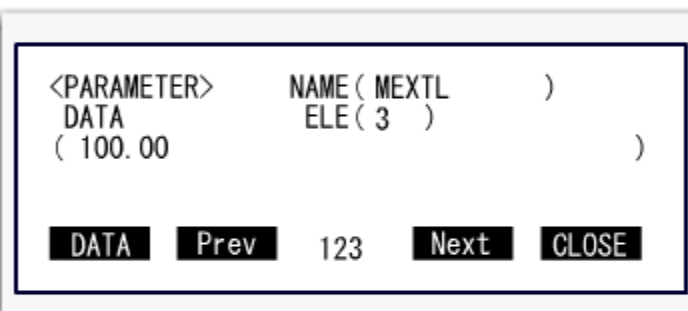 <PARAMETER> NAME( MEXTL )
DATA ELE( 3 )
( 100.00 )
DATA Prev 123 Next CLOSE